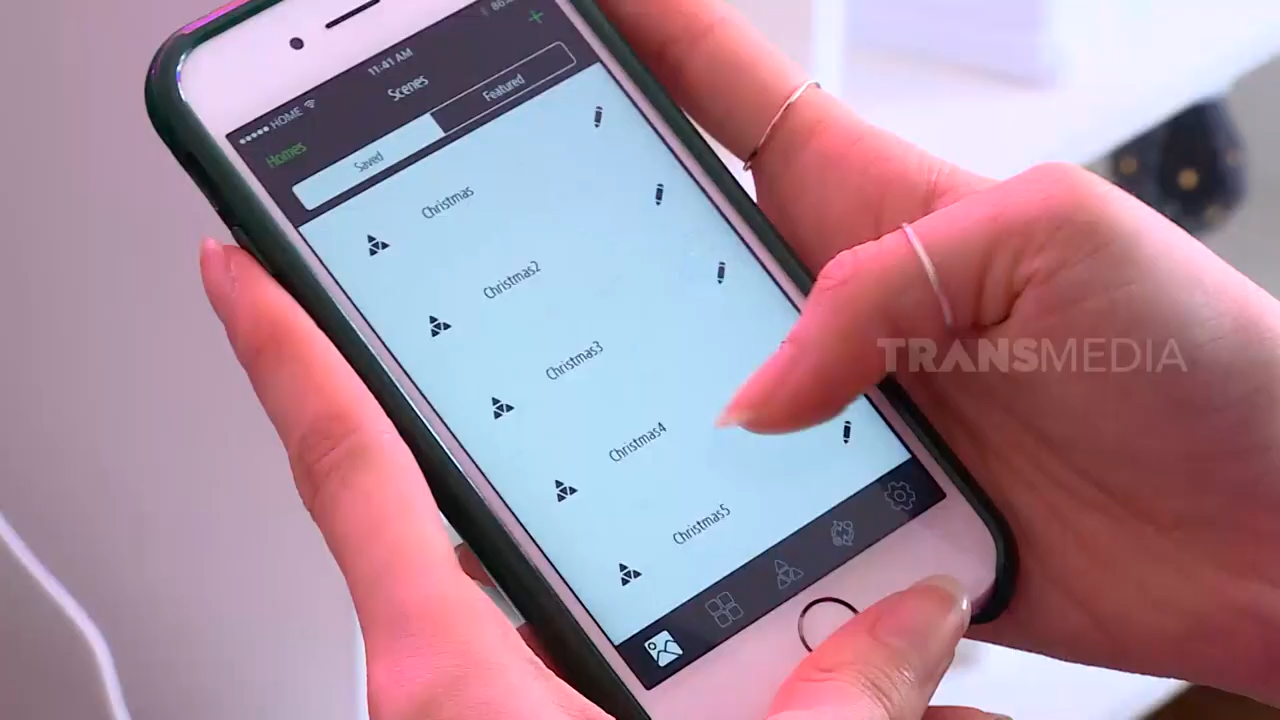 HOME 11:41 AM
Homes
Scenes
Saved
Featured
Christmas
Christmas2
Christmas3
Christmas4
Christmas5
TRANSMEDIA